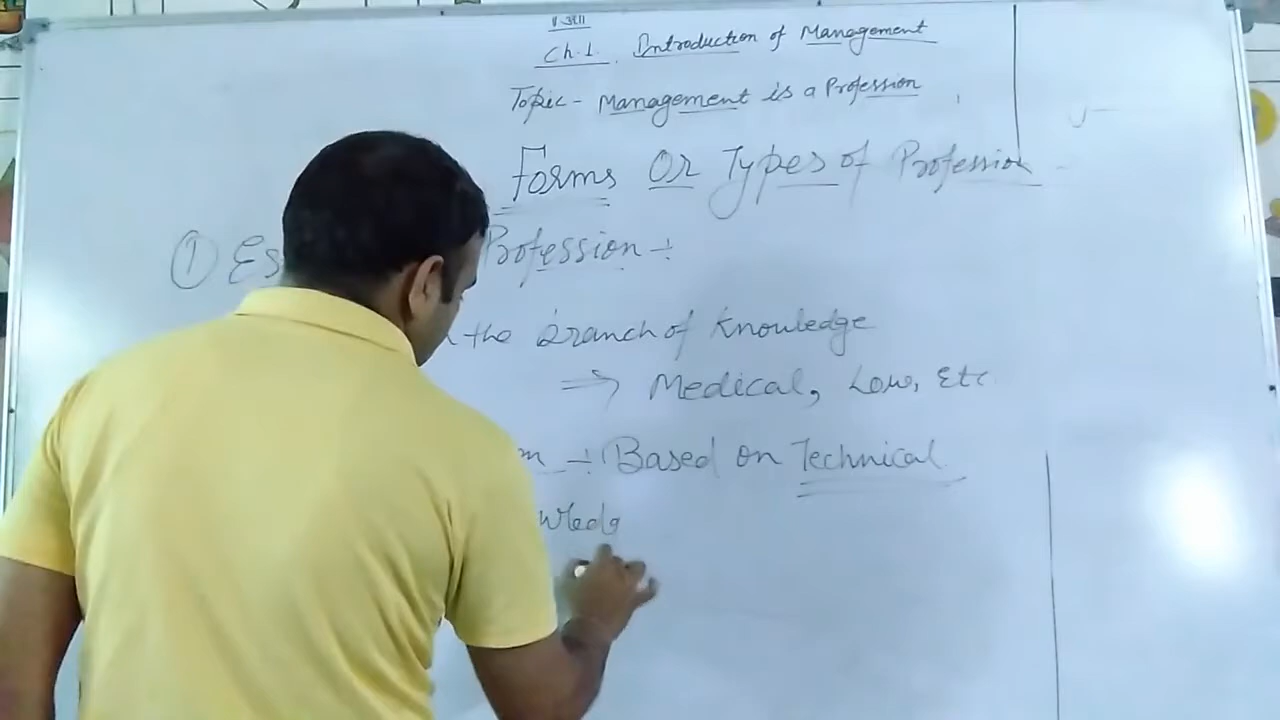 Ch.1. Introduction of Management
Topic - Management is a Profession
Forms Or Types of Profession
① Es Profession ÷
the branch of Knowledge
⇒ Medical, Law, Etc
÷ Based on Technical
wledg